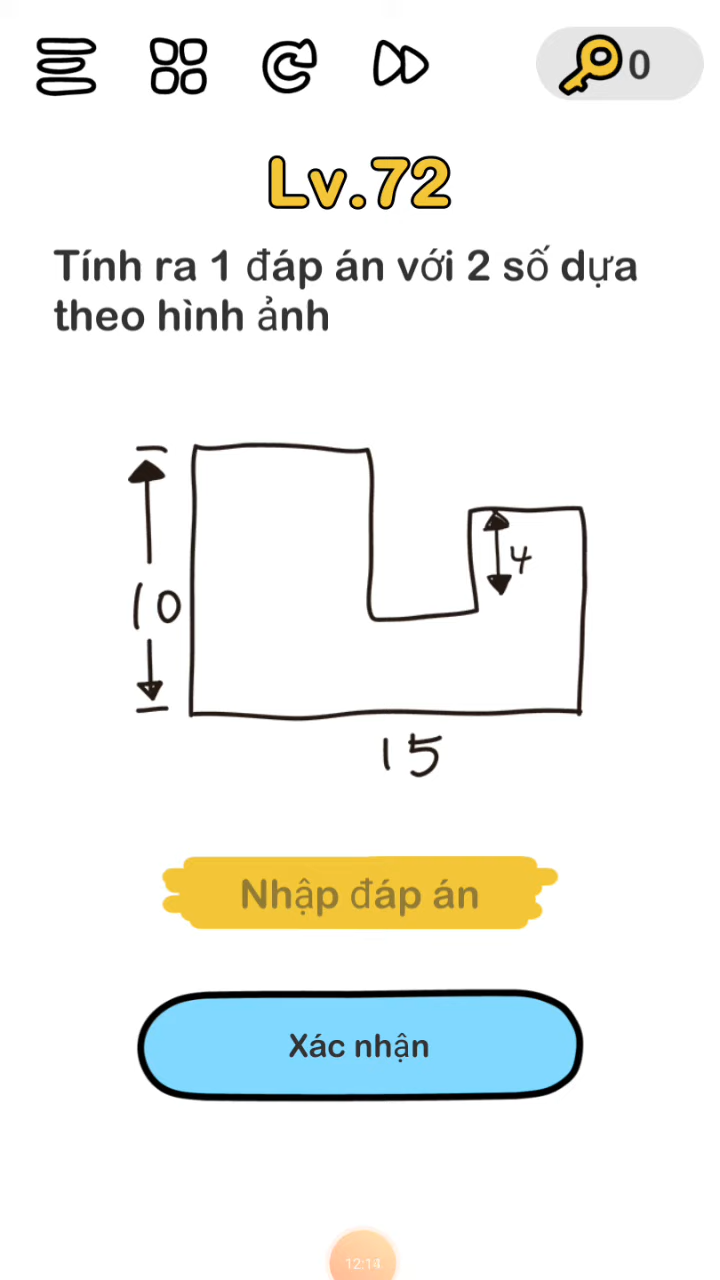 0
Lv.72
Tính ra 1 đáp án với 2 số dựa
theo hình ảnh
4
10
15
Nhập đáp án
Xác nhận
12:14